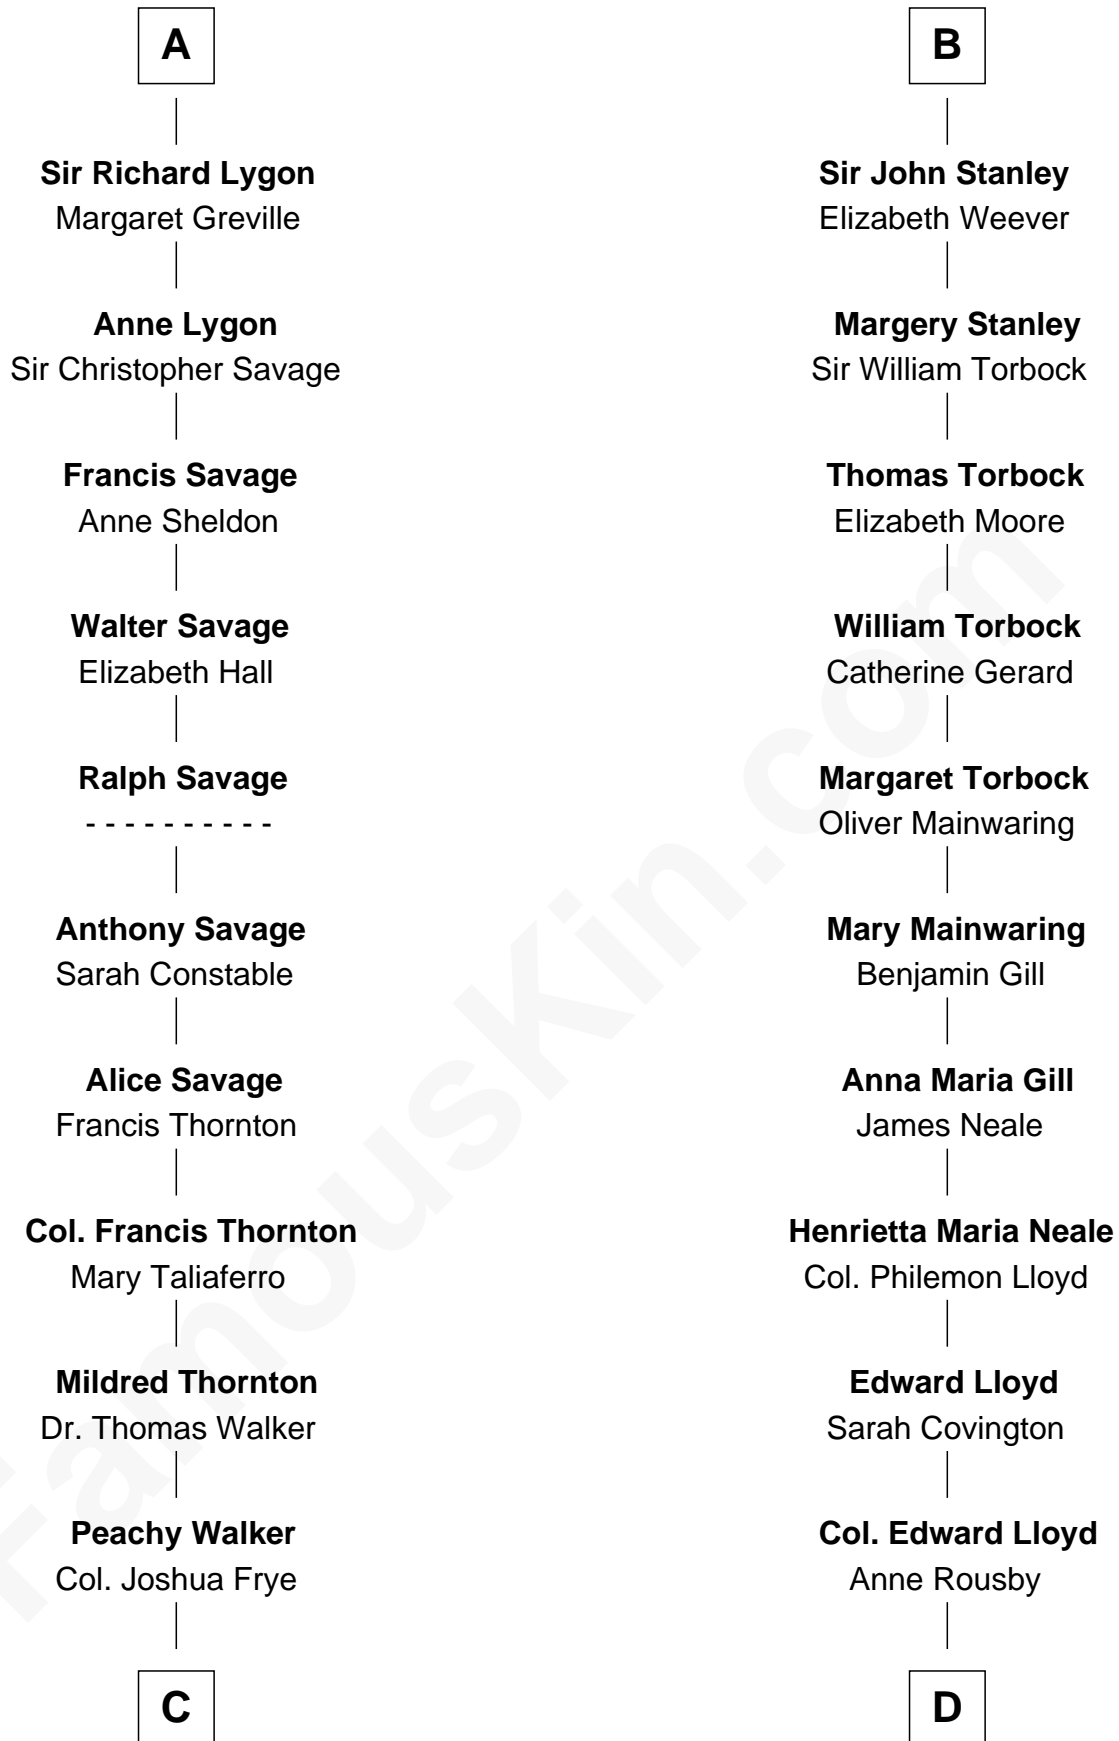 A
Sir Richard Lygon
Margaret Greville
Anne Lygon
Sir Christopher Savage
Francis Savage
Anne Sheldon
Walter Savage
Elizabeth Hall
Ralph Savage
- - - - - - - - - -
Anthony Savage
Sarah Constable
Alice Savage
Francis Thornton
Col. Francis Thornton
Mary Taliaferro
Mildred Thornton
Dr. Thomas Walker
Peachy Walker
Col. Joshua Frye
C
B
Sir John Stanley
Elizabeth Weever
Margery Stanley
Sir William Torbock
Thomas Torbock
Elizabeth Moore
William Torbock
Catherine Gerard
Margaret Torbock
Oliver Mainwaring
Mary Mainwaring
Benjamin Gill
Anna Maria Gill
James Neale
Henrietta Maria Neale
Col. Philemon Lloyd
Edward Lloyd
Sarah Covington
Col. Edward Lloyd
Anne Rousby
D
FamousKin.com